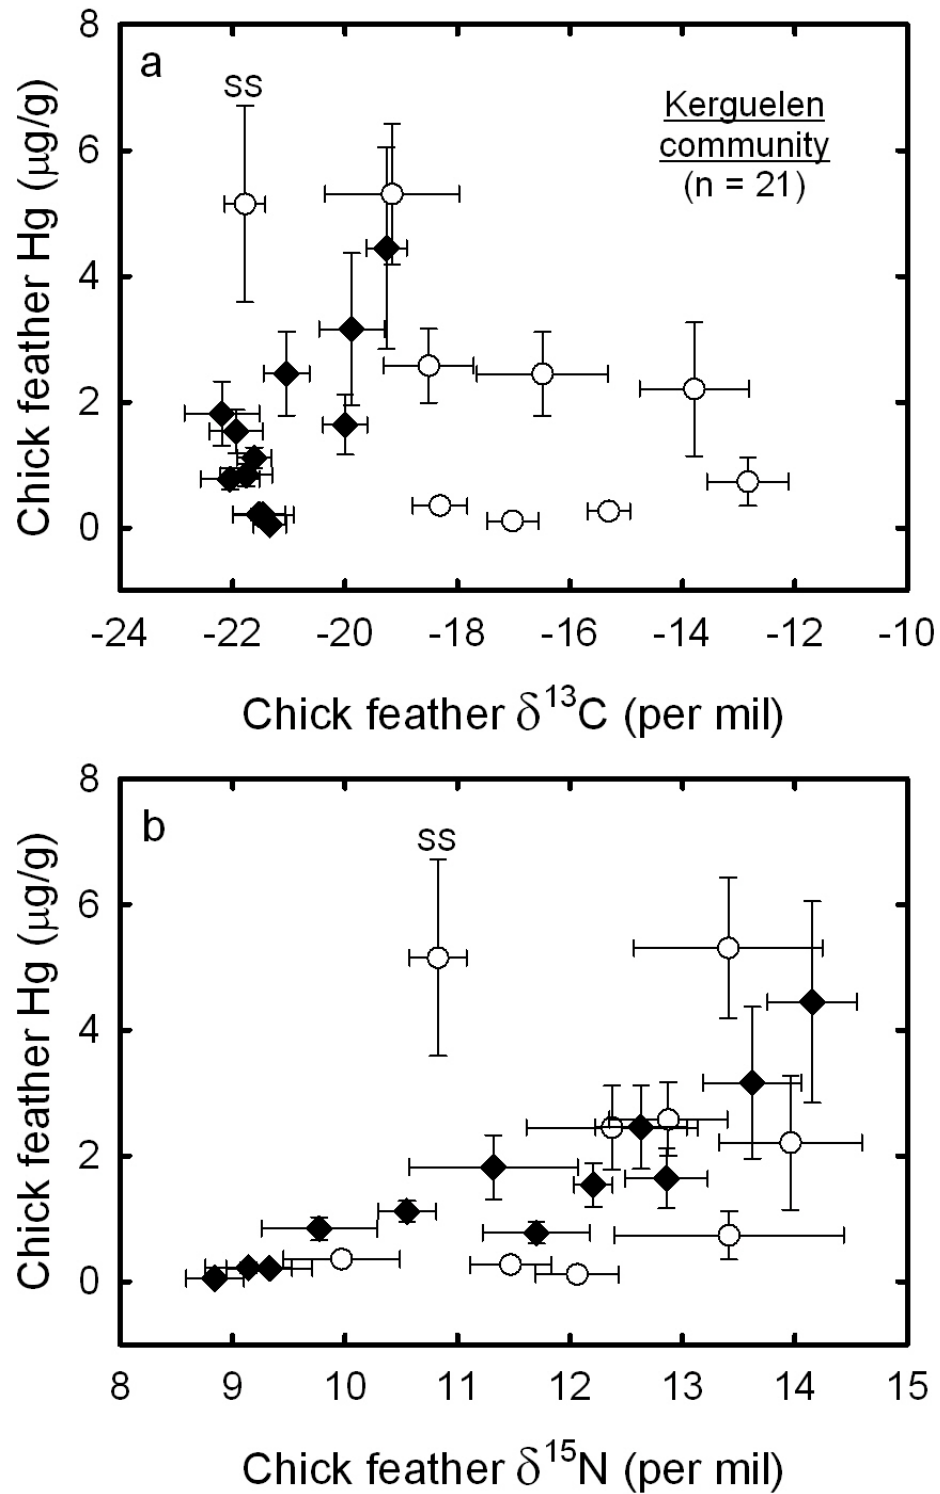 8
a
SS
Kerguelen
community
(n = 21)
6
4
2
0
Chick feather Hg (µg/g)
-24 -22 -20 -18 -16 -14 -12 -10
Chick feather δ¹³C (per mil)
8
b
SS
6
4
2
0
Chick feather Hg (µg/g)
8 9 10 11 12 13 14 15
Chick feather δ¹⁵N (per mil)